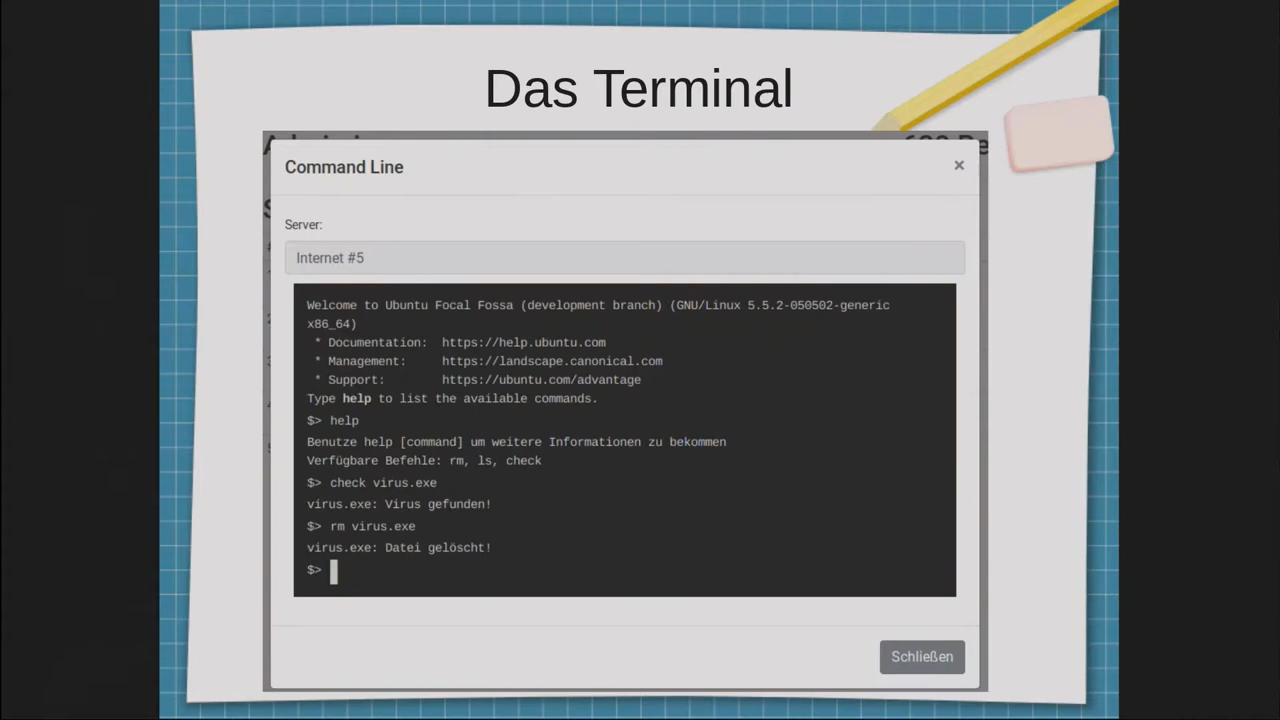 Das Terminal
Command Line
×
Server:
Internet #5
Welcome to Ubuntu Focal Fossa (development branch) (GNU/Linux 5.5.2-050502-generic
x86_64)
* Documentation: https://help.ubuntu.com
* Management: https://landscape.canonical.com
* Support: https://ubuntu.com/advantage
Type help to list the available commands.
$> help
Benutze help [command] um weitere Informationen zu bekommen
Verfügbare Befehle: rm, ls, check
$> check virus.exe
virus.exe: Virus gefunden!
$> rm virus.exe
virus.exe: Datei gelöscht!
$>
Schließen